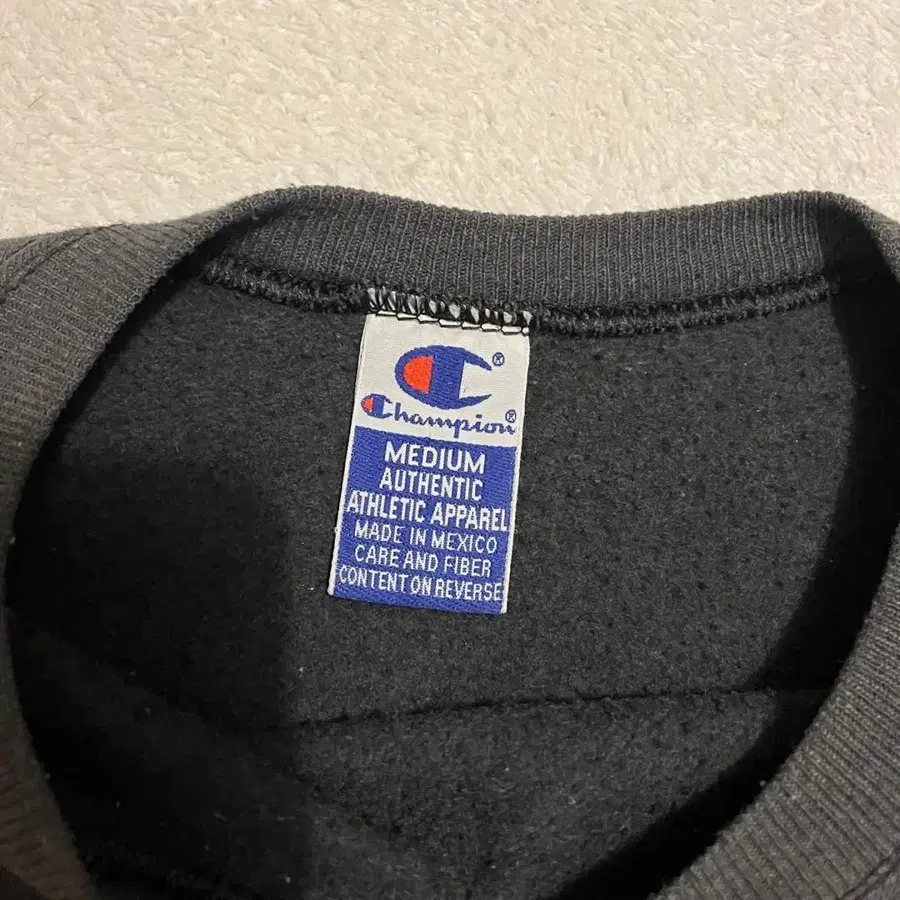 ®
Champion®
MEDIUM
AUTHENTIC
ATHLETIC APPAREL
MADE IN MEXICO
CARE AND FIBER
CONTENT ON REVERSE